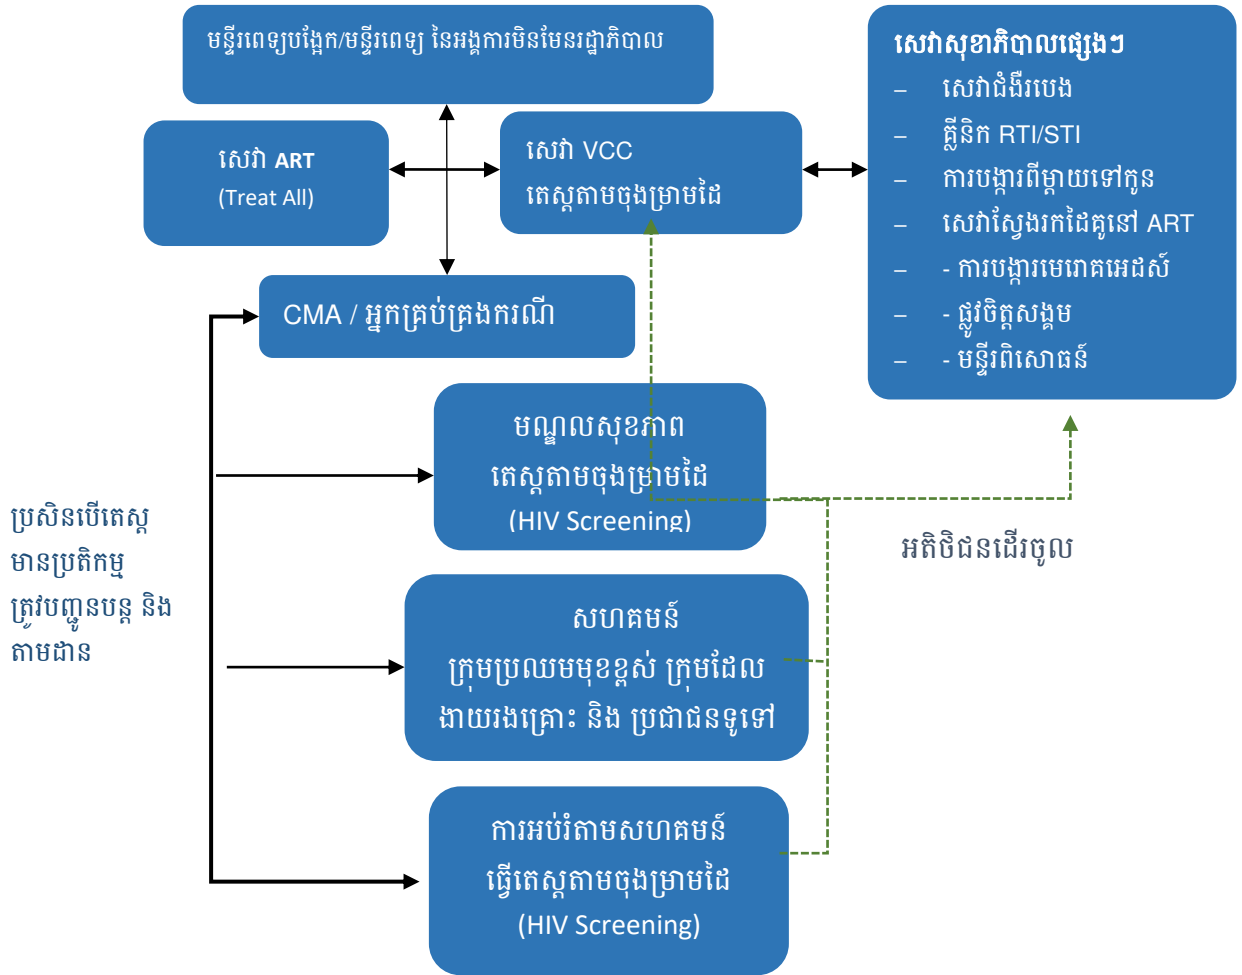 មន្ទីរពេទ្យបង្អែក/មន្ទីរពេទ្យ នៃអង្គការមិនមែនរដ្ឋាភិបាល
សេវា ART
(Treat All)
សេវា VCC
តេស្តតាមចុងម្រាមដៃ
សេវាសុខាភិបាលផ្សេងៗ
– សេវាជំងឺរបេង
– គ្លីនិក RTI/STI
– ការបង្ការពីម្តាយទៅកូន
– សេវាស្វែងរកដៃគូនៅ ART
– - ការបង្ការមេរោគអេដស៍
– - ផ្លូវចិត្តសង្គម
– - មន្ទីរពិសោធន៍
CMA / អ្នកគ្រប់គ្រងករណី
មណ្ឌលសុខភាព
តេស្តតាមចុងម្រាមដៃ
(HIV Screening)
ប្រសិនបើតេស្ត
មានប្រតិកម្ម
ត្រូវបញ្ជូនបន្ត និង
តាមដាន
អតិថិជនដើរចូល
សហគមន៍
ក្រុមប្រឈមមុខខ្ពស់ ក្រុមដែល
ងាយរងគ្រោះ និង ប្រជាជនទូទៅ
ការអប់រំតាមសហគមន៍
ធ្វើតេស្តតាមចុងម្រាមដៃ
(HIV Screening)